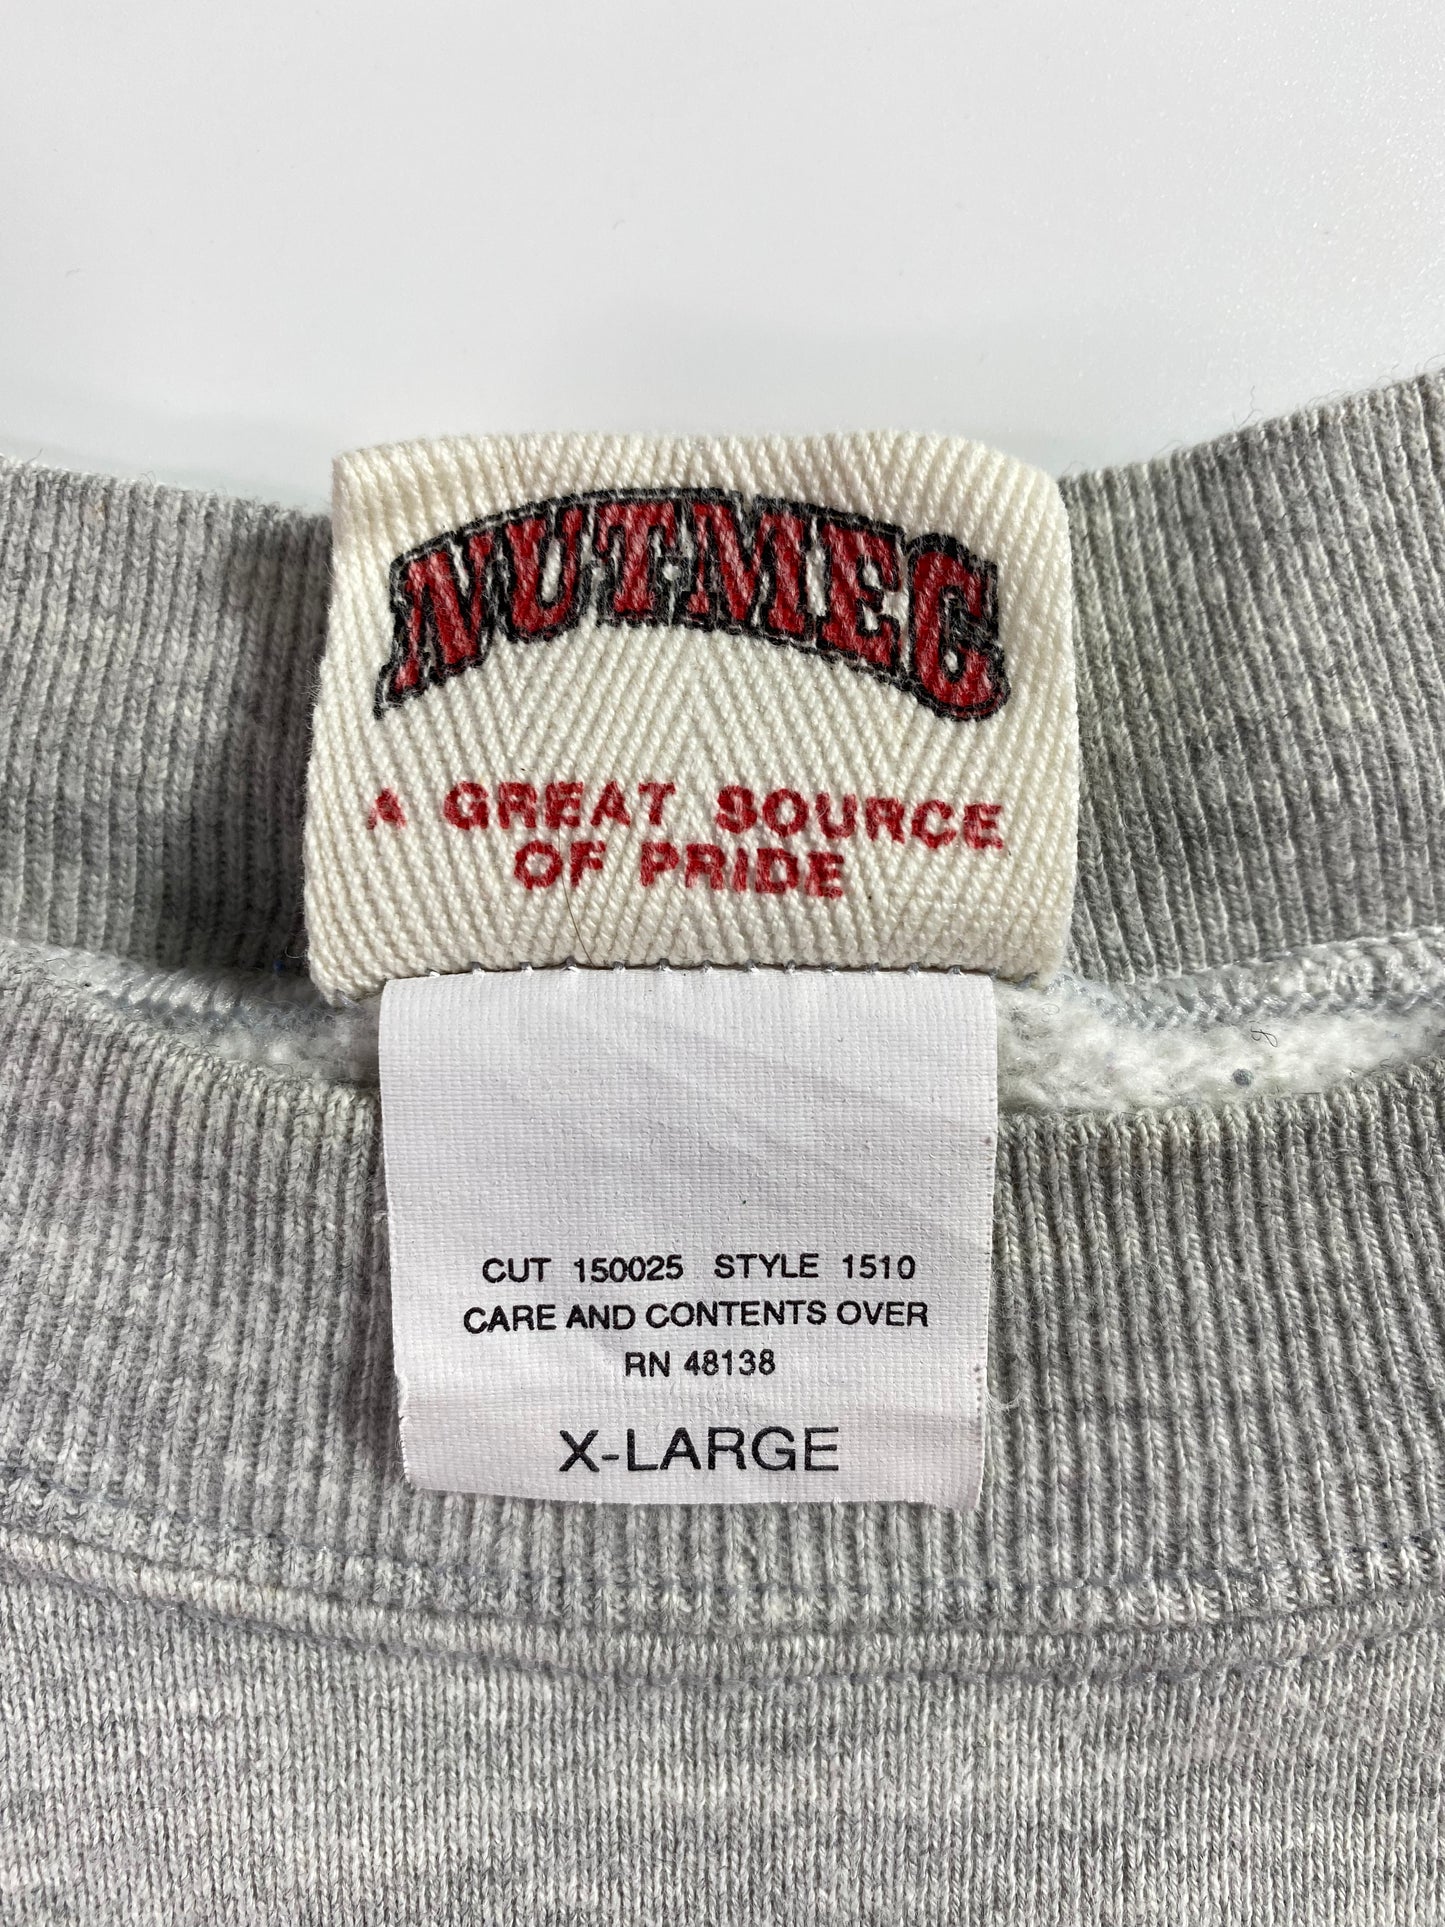 NUTMEG
A GREAT SOURCE
OF PRIDE
CUT 150025 STYLE 1510
CARE AND CONTENTS OVER
RN 48138
X-LARGE